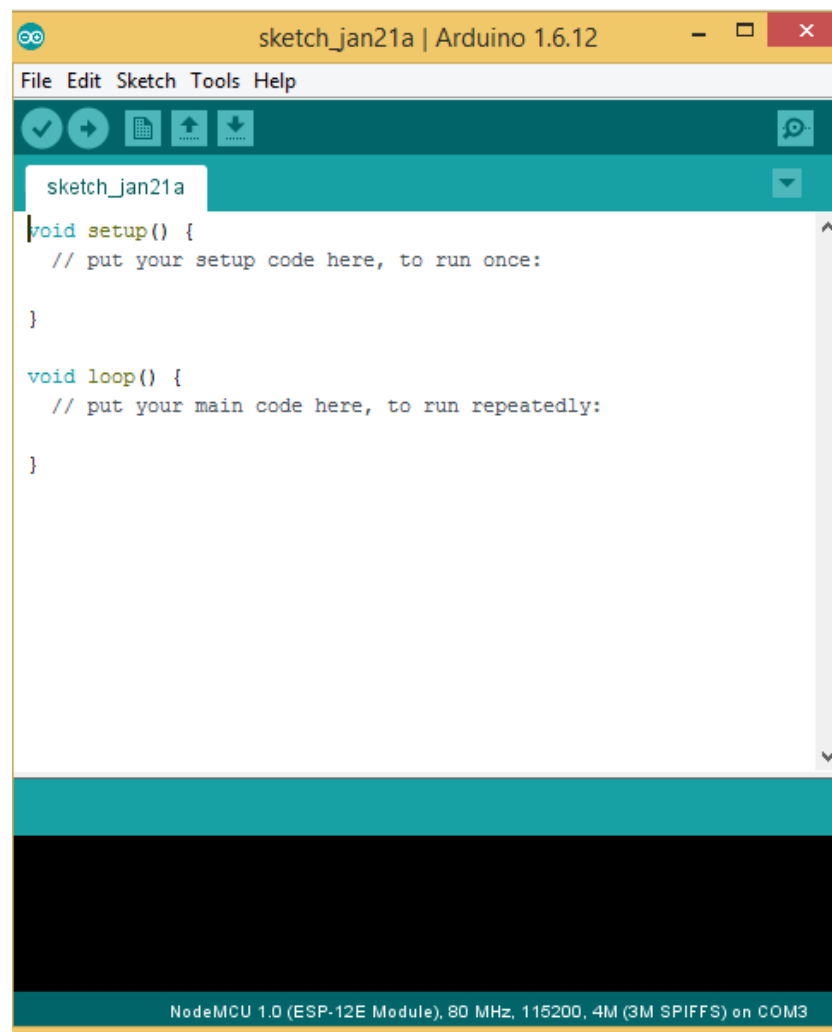 sketch_jan21a | Arduino 1.6.12
File Edit Sketch Tools Help
sketch_jan21a
void setup() {
  // put your setup code here, to run once:

}

void loop() {
  // put your main code here, to run repeatedly:

}
NodeMCU 1.0 (ESP-12E Module), 80 MHz, 115200, 4M (3M SPIFFS) on COM3